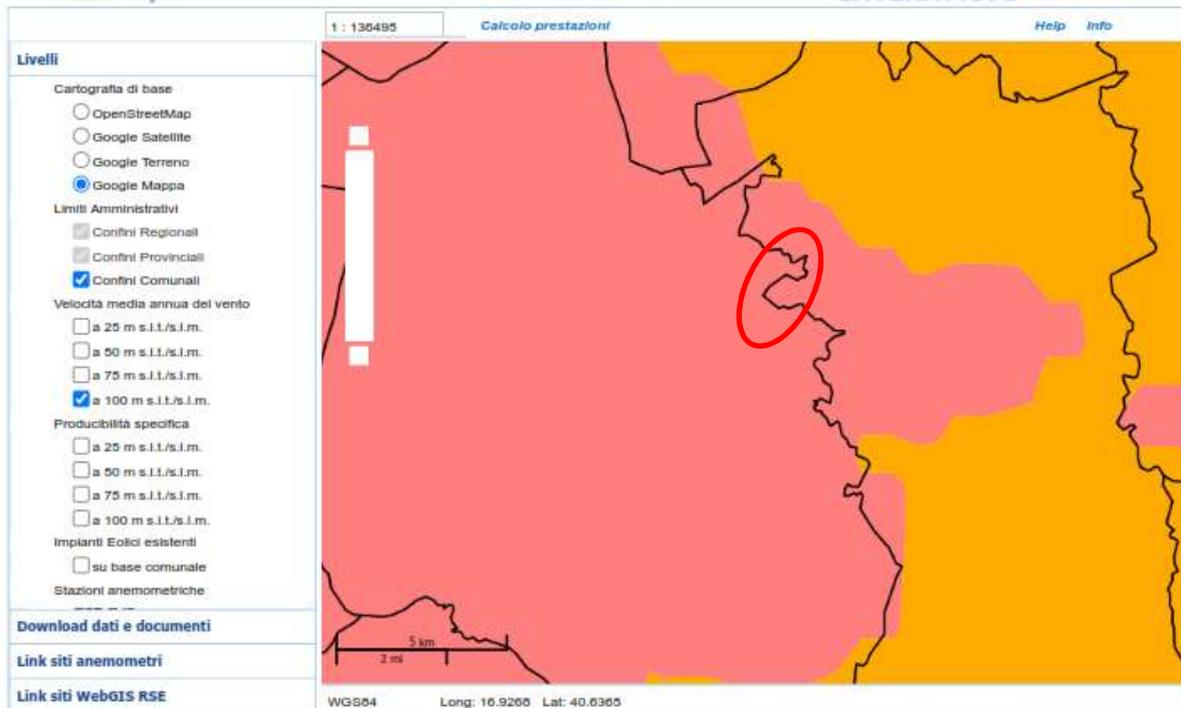 1 : 136495
Calcolo prestazioni
Help
Info
Livelli
Cartografia di base
OpenStreetMap
Google Satellite
Google Terreno
Google Mappa
Limiti Amministrativi
Confini Regionali
Confini Provinciali
Confini Comunali
Velocità media annua del vento
a 25 m s.l.t./s.l.m.
a 50 m s.l.t./s.l.m.
a 75 m s.l.t./s.l.m.
a 100 m s.l.t./s.l.m.
Producibilità specifica
a 25 m s.l.t./s.l.m.
a 50 m s.l.t./s.l.m.
a 75 m s.l.t./s.l.m.
a 100 m s.l.t./s.l.m.
Impianti Eolici esistenti
su base comunale
Stazioni anemometriche
Download dati e documenti
Link siti anemometri
Link siti WebGIS RSE
5 km
2 mi
WGS84
Long: 16.9268 Lat: 40.6365